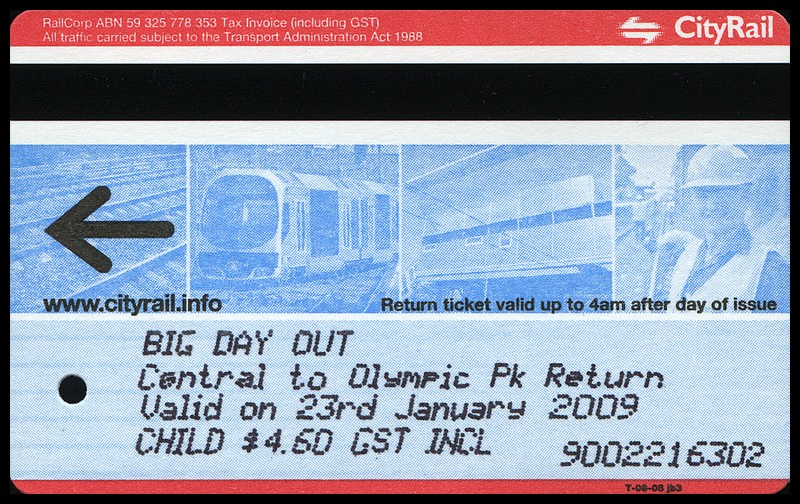 RailCorp ABN 59 325 778 353 Tax Invoice (including GST)
All traffic carried subject to the Transport Administration Act 1988
CityRail
www.cityrail.info
Return ticket valid up to 4am after day of issue
BIG DAY OUT
Central to Olympic Pk Return
Valid on 23rd January 2009
CHILD $4.60 GST INCL
9002216302
T-08-08 jb3